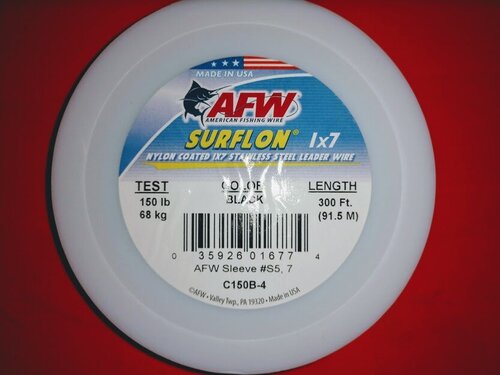 MADE IN USA
AFW
AMERICAN FISHING WIRE
SURFLON® 1x7
NYLON COATED 1X7 STAINLESS STEEL LEADER WIRE
TEST COLOR LENGTH
150 lb BLACK 300 Ft.
68 kg (91.5 M)
0 35926 01677 4
AFW Sleeve #S5, 7
C150B-4
©AFW • Valley Twp., PA 19320 • Made in USA